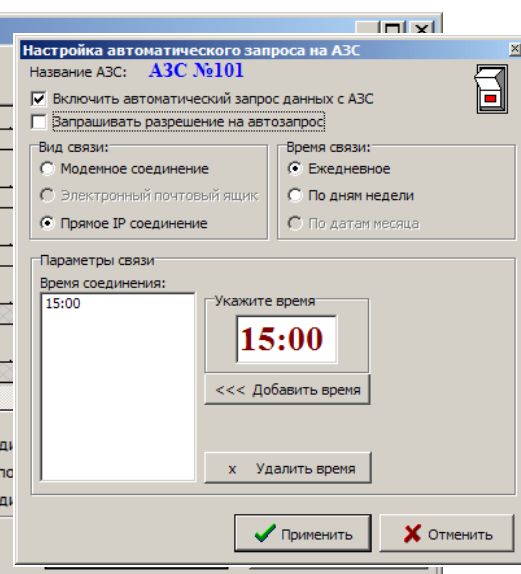 Настройка автоматического запроса на АЗС
Название АЗС: АЗС №101
Включить автоматический запрос данных с АЗС
Запрашивать разрешение на автозапрос
Вид связи:
Модемное соединение
Электронный почтовый ящик
Прямое IP соединение
Время связи:
Ежедневное
По дням недели
По датам месяца
Параметры связи
Время соединения:
15:00
Укажите время
15:00
<<< Добавить время
x Удалить время
Применить
Отменить